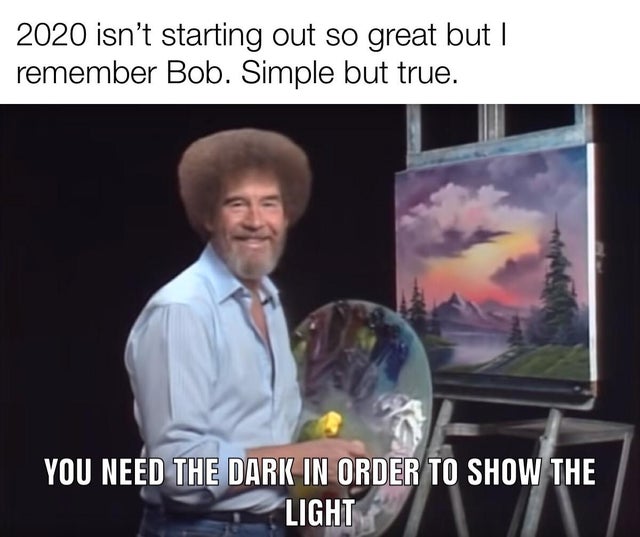 2020 isn’t starting out so great but I
remember Bob. Simple but true.
YOU NEED THE DARK IN ORDER TO SHOW THE
LIGHT